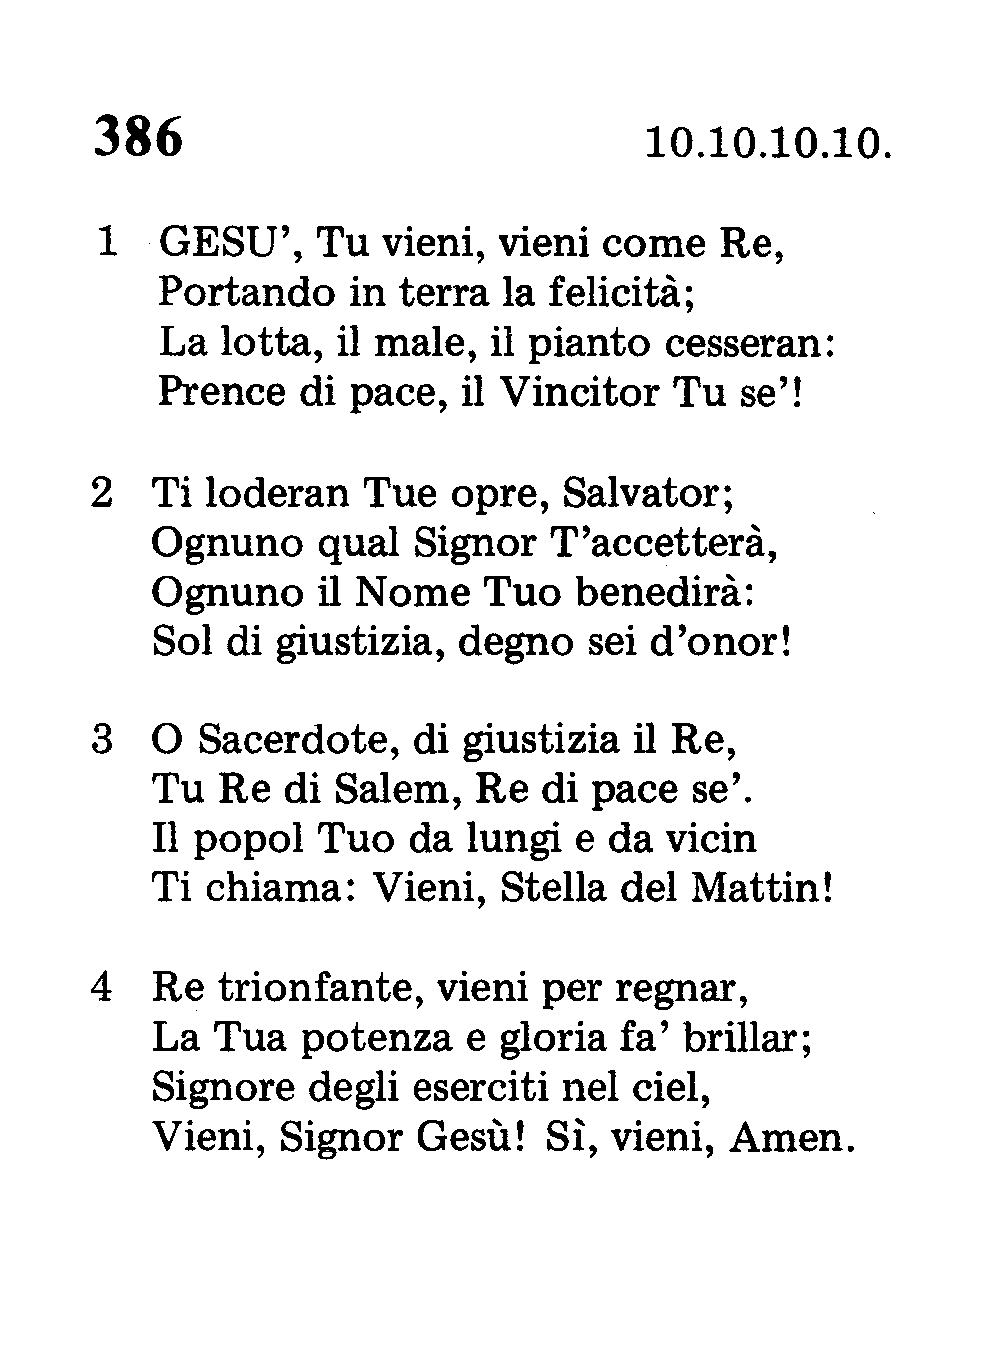 386 10.10.10.10.
1 GESU’, Tu vieni, vieni come Re,
Portando in terra la felicità;
La lotta, il male, il pianto cesseran:
Prence di pace, il Vincitor Tu se’!
2 Ti loderan Tue opre, Salvator;
Ognuno qual Signor T’accetterà,
Ognuno il Nome Tuo benedirà:
Sol di giustizia, degno sei d’onor!
3 O Sacerdote, di giustizia il Re,
Tu Re di Salem, Re di pace se’.
Il popol Tuo da lungi e da vicin
Ti chiama: Vieni, Stella del Mattin!
4 Re trionfante, vieni per regnar,
La Tua potenza e gloria fa’ brillar;
Signore degli eserciti nel ciel,
Vieni, Signor Gesù! Sì, vieni, Amen.